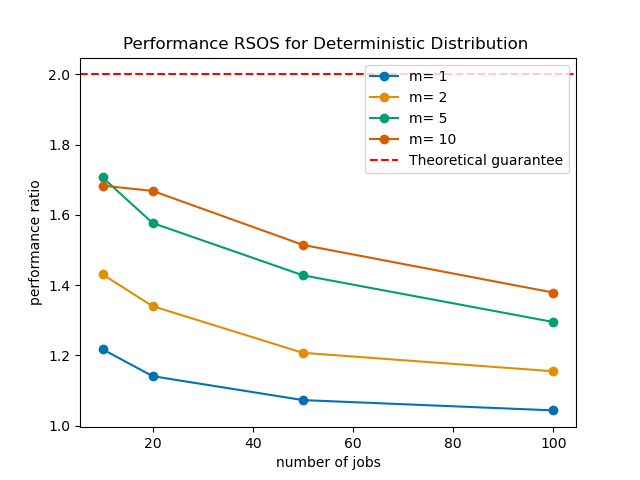 Performance RSOS for Deterministic Distribution
performance ratio
2.0
1.8
1.6
1.4
1.2
1.0
m= 1
m= 2
m= 5
m= 10
Theoretical guarantee
20 40 60 80 100
number of jobs